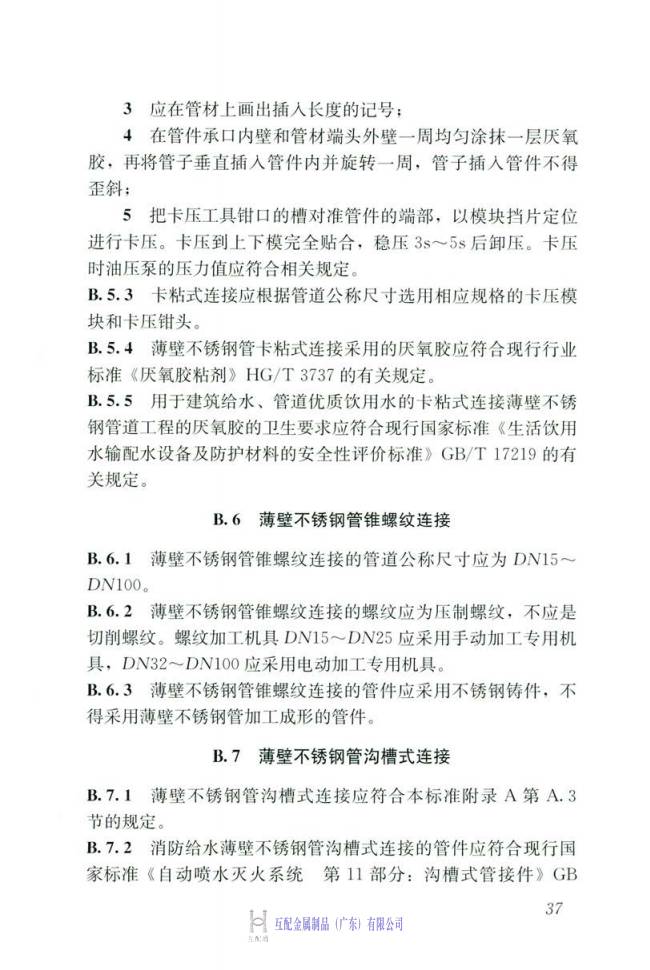 3 应在管材上画出插入长度的记号；
4 在管件承口内壁和管材端头外壁一周均匀涂抹一层厌氧
胶，再将管子垂直插入管件内并旋转一周，管子插入管件不得
歪斜；
5 把卡压工具钳口的槽对准管件的端部，以模块挡片定位
进行卡压。卡压到上下模完全贴合，稳压 3s～5s 后卸压。卡压
时油压泵的压力值应符合相关规定。
B.5.3 卡粘式连接应根据管道公称尺寸选用相应规格的卡压模
块和卡压钳头。
B.5.4 薄壁不锈钢管卡粘式连接采用的厌氧胶应符合现行行业
标准《厌氧胶粘剂》HG/T 3737 的有关规定。
B.5.5 用于建筑给水、管道优质饮用水的卡粘式连接薄壁不锈
钢管道工程的厌氧胶的卫生要求应符合现行国家标准《生活饮用
水输配水设备及防护材料的安全性评价标准》GB/T 17219 的有
关规定。
B.6 薄壁不锈钢管锥螺纹连接
B.6.1 薄壁不锈钢管锥螺纹连接的管道公称尺寸应为 DN15～
DN100。
B.6.2 薄壁不锈钢管锥螺纹连接的螺纹应为压制螺纹，不应是
切削螺纹。螺纹加工机具 DN15～DN25 应采用手动加工专用机
具，DN32～DN100 应采用电动加工专用机具。
B.6.3 薄壁不锈钢管锥螺纹连接的管件应采用不锈钢铸件，不
得采用薄壁不锈钢管加工成形的管件。
B.7 薄壁不锈钢管沟槽式连接
B.7.1 薄壁不锈钢管沟槽式连接应符合本标准附录 A 第 A.3
节的规定。
B.7.2 消防给水薄壁不锈钢管沟槽式连接的管件应符合现行国
家标准《自动喷水灭火系统 第 11 部分：沟槽式管接件》GB
37
互配金属制品（广东）有限公司